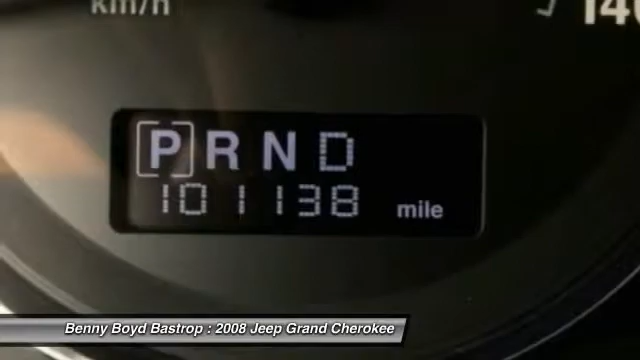 km/h
140
P R N D
101138 mile
Benny Boyd Bastrop : 2008 Jeep Grand Cherokee